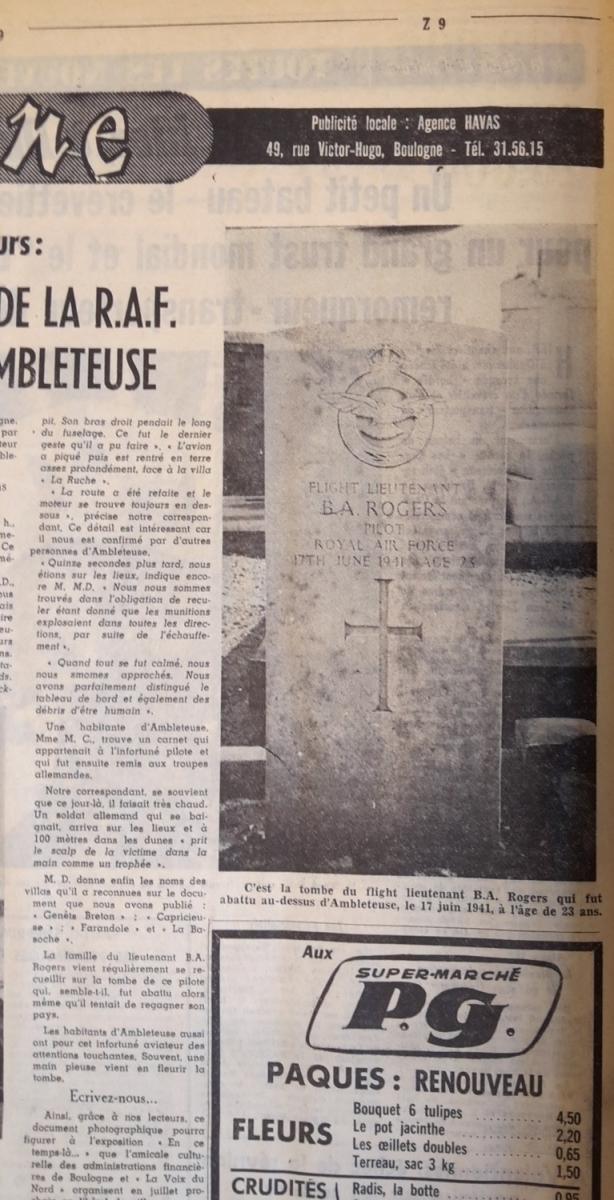 Z 9
ne
Publicité locale : Agence HAVAS
49, rue Victor-Hugo, Boulogne - Tél. 31.56.15
urs :
DE LA R.A.F.
MBLETEUSE
pit. Son bras droit pendait le long
du fuselage. Ce fut le dernier
geste qu'il a pu faire ». « L'avion
a piqué puis est rentré en terre
assez profondément, face à la villa
« La Ruche ».
« La route a été refaite et le
moteur se trouve toujours en des-
sous », précise notre correspon-
dant. Ce détail est intéressant car
il nous est confirmé par d'autres
personnes d'Ambleteuse.
« Quinze secondes plus tard, nous
étions sur les lieux, indique enco-
re M. M.D. « Nous nous sommes
trouvés dans l'obligation de recu-
ler étant donné que les munitions
explosaient dans toutes les direc-
tions, par suite de l'échauffe-
ment ».
« Quand tout se fut calmé, nous
nous smomes approchés. Nous
avons parfaitement distingué le
tableau de bord et également des
débris d'être humain ».
Une habitante d'Ambleteuse,
Mme M. C., trouve un carnet qui
appartenait à l'infortuné pilote et
qui fut ensuite remis aux troupes
allemandes.
Notre correspondant, se souvient
que ce jour-là, il faisait très chaud.
Un soldat allemand qui se bai-
gnait, arriva sur les lieux et à
100 mètres dans les dunes « prit
le scalp de la victime dans la
main comme un trophée ».
M. D. donne enfin les noms des
villas qu'il a reconnues sur le docu-
ment que nous avons publié :
« Genêts Breton » ; « Capricieu-
se » ; « Farandole » et « La Ba-
soche ».
La famille du lieutenant B.A.
Rogers vient régulièrement se re-
cueillir sur la tombe de ce pilote
qui, semble-t-il, fut abattu alors
même qu'il tentait de regagner son
pays.
Les habitants d'Ambleteuse aussi
ont pour cet infortuné aviateur des
attentions touchantes. Souvent, une
main pieuse vient en fleurir la
tombe.
Ecrivez-nous...
Ainsi, grâce à nos lecteurs, ce
document photographique pourra
figurer à l'exposition « En ce
temps-là... » que l'amicale cultu-
relle des administrations financiè-
res de Boulogne et « La Voix du
Nord » organisent en juillet pro-
FLIGHT LIEUTENANT
B.A. ROGERS
PILOT
ROYAL AIR FORCE
17TH JUNE 1941 AGE 23
C'est la tombe du flight lieutenant B.A. Rogers qui fut
abattu au-dessus d'Ambleteuse, le 17 juin 1941, à l'âge de 23 ans.
Aux
SUPER-MARCHÉ
P.G.
PAQUES : RENOUVEAU
FLEURS
Bouquet 6 tulipes ........ 4,50
Le pot jacinthe ........ 2,20
Les œillets doubles ........ 0,65
Terreau, sac 3 kg ........ 1,50
CRUDITÉS
Radis, la botte ........ 0,95